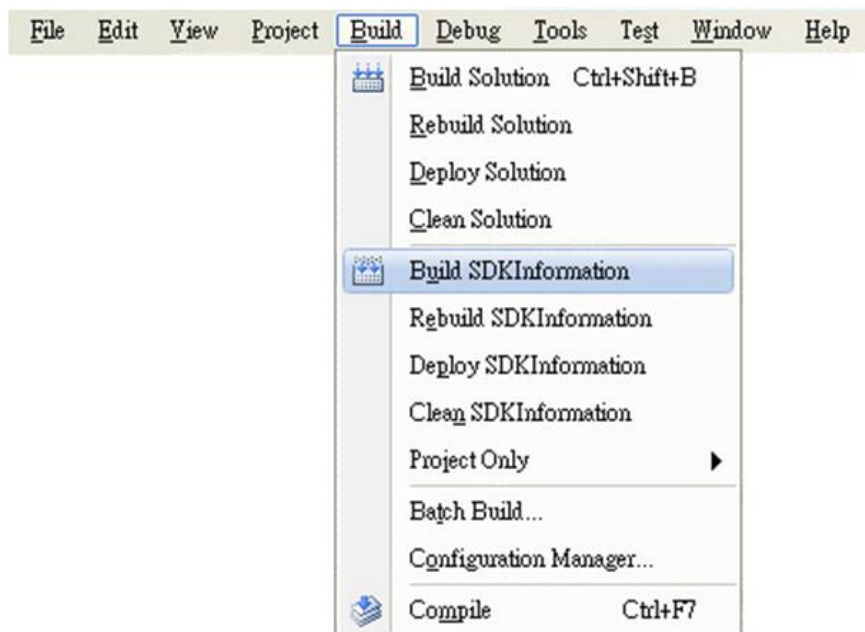 File Edit View Project Build Debug Tools Test Window Help
Build Solution Ctrl+Shift+B
Rebuild Solution
Deploy Solution
Clean Solution
Build SDKInformation
Rebuild SDKInformation
Deploy SDKInformation
Clean SDKInformation
Project Only
Batch Build...
Configuration Manager...
Compile Ctrl+F7